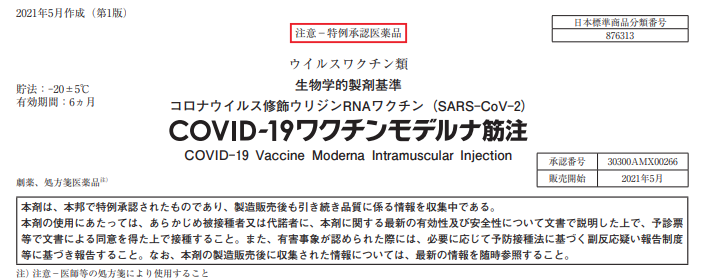 2021年5月作成（第1版）
注意－特例承認医薬品
日本標準商品分類番号
876313
ウイルスワクチン類
貯法：-20±5℃
有効期間：6ヵ月
生物学的製剤基準
コロナウイルス修飾ウリジンRNAワクチン（SARS-CoV-2）
COVID-19ワクチンモデルナ筋注
COVID-19 Vaccine Moderna Intramuscular Injection
承認番号 30300AMX00266
販売開始 2021年5月
劇薬、処方箋医薬品注）
本剤は、本邦で特例承認されたものであり、製造販売後も引き続き品質に係る情報を収集中である。
本剤の使用にあたっては、あらかじめ被接種者又は代諾者に、本剤に関する最新の有効性及び安全性について文書で説明した上で、予診票
等で文書による同意を得た上で接種すること。また、有害事象が認められた際には、必要に応じて予防接種法に基づく副反応疑い報告制度
等に基づき報告すること。なお、本剤の製造販売後に収集された情報については、最新の情報を随時参照すること。
注）注意－医師等の処方箋により使用すること